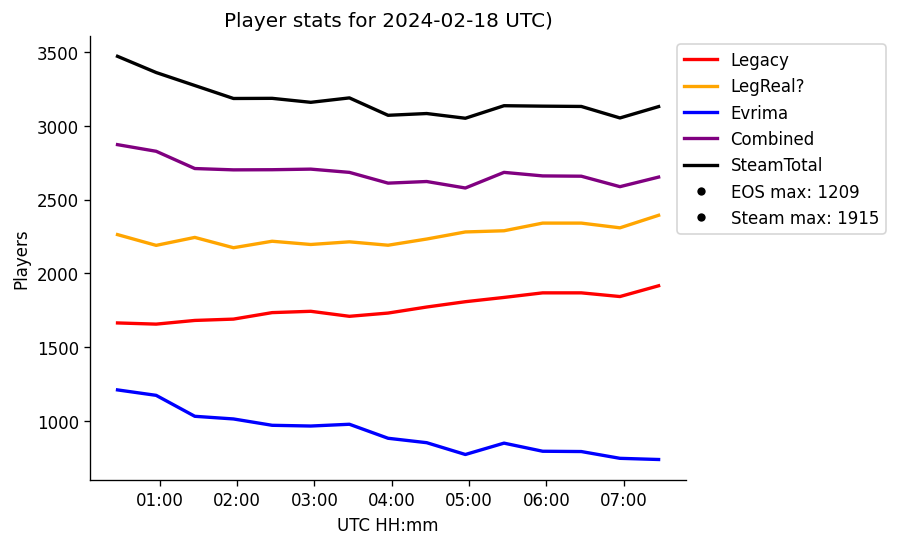 Player stats for 2024-02-18 UTC)
3500
3000
2500
2000
1500
1000
Players
01:00 02:00 03:00 04:00 05:00 06:00 07:00
UTC HH:mm
Legacy
LegReal?
Evrima
Combined
SteamTotal
EOS max: 1209
Steam max: 1915